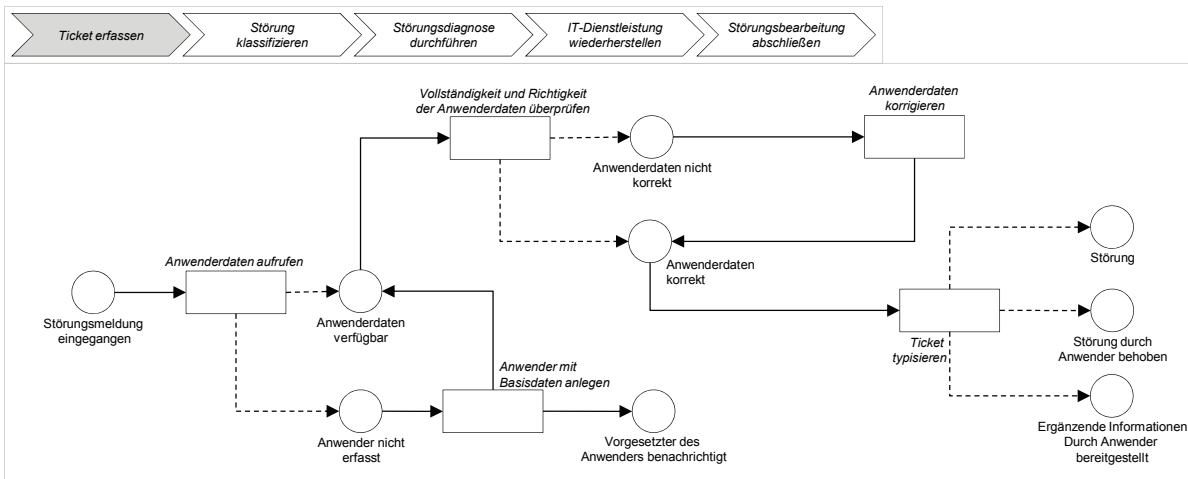 Ticket erfassen
Störung
klassifizieren
Störungsdiagnose
durchführen
IT-Dienstleistung
wiederherstellen
Störungsbearbeitung
abschließen
Vollständigkeit und Richtigkeit
der Anwenderdaten überprüfen
Anwenderdaten
korrigieren
Anwenderdaten nicht
korrekt
Anwenderdaten aufrufen
Anwenderdaten
korrekt
Störung
Störungsmeldung
eingegangen
Anwenderdaten
verfügbar
Ticket
typisieren
Störung durch
Anwender behoben
Anwender mit
Basisdaten anlegen
Anwender nicht
erfasst
Vorgesetzter des
Anwenders benachrichtigt
Ergänzende Informationen
Durch Anwender
bereitgestellt